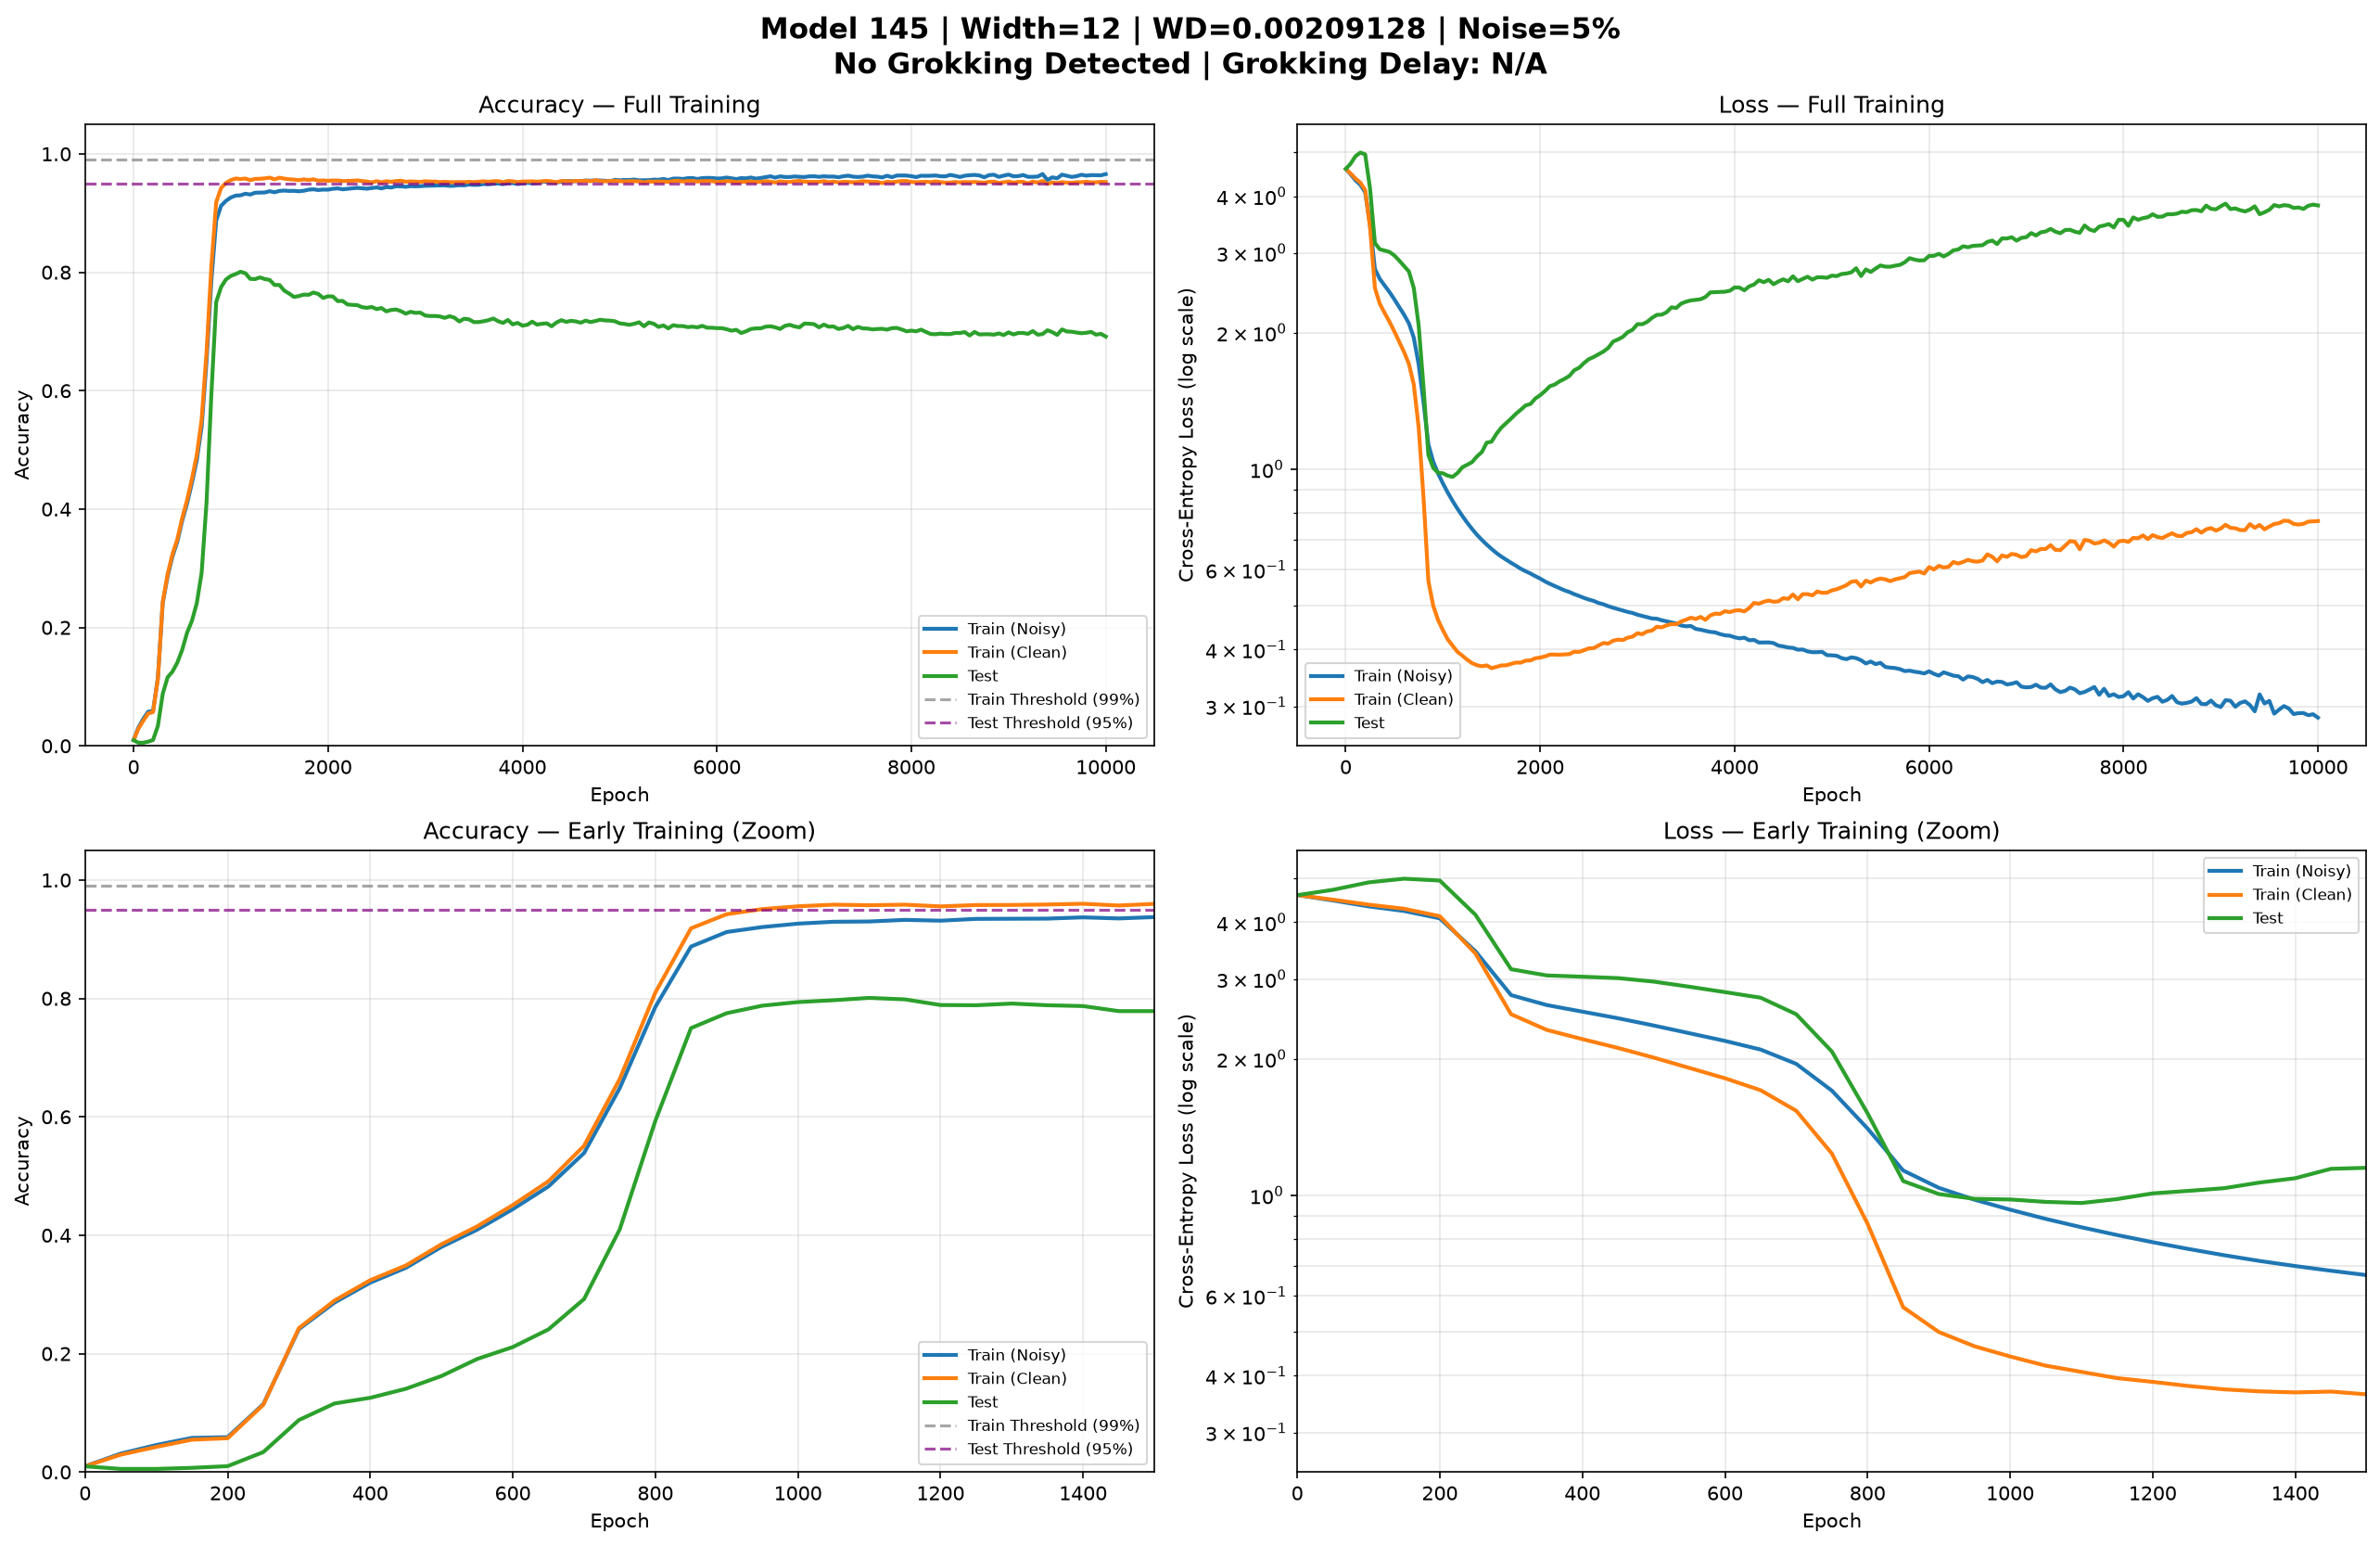 Model 145 | Width=12 | WD=0.00209128 | Noise=5%
No Grokking Detected | Grokking Delay: N/A
Accuracy — Full Training
Accuracy
1.0
0.8
0.6
0.4
0.2
0.0
0 2000 4000 6000 8000 10000
Epoch
Train (Noisy)
Train (Clean)
Test
Train Threshold (99%)
Test Threshold (95%)
Loss — Full Training
Cross-Entropy Loss (log scale)
4 × 10⁰
3 × 10⁰
2 × 10⁰
10⁰
6 × 10⁻¹
4 × 10⁻¹
3 × 10⁻¹
Train (Noisy)
Train (Clean)
Test
0 2000 4000 6000 8000 10000
Epoch
Accuracy — Early Training (Zoom)
Accuracy
1.0
0.8
0.6
0.4
0.2
0.0
Train (Noisy)
Train (Clean)
Test
Train Threshold (99%)
Test Threshold (95%)
0 200 400 600 800 1000 1200 1400
Epoch
Loss — Early Training (Zoom)
Cross-Entropy Loss (log scale)
Train (Noisy)
Train (Clean)
Test
4 × 10⁰
3 × 10⁰
2 × 10⁰
10⁰
6 × 10⁻¹
4 × 10⁻¹
3 × 10⁻¹
0 200 400 600 800 1000 1200 1400
Epoch